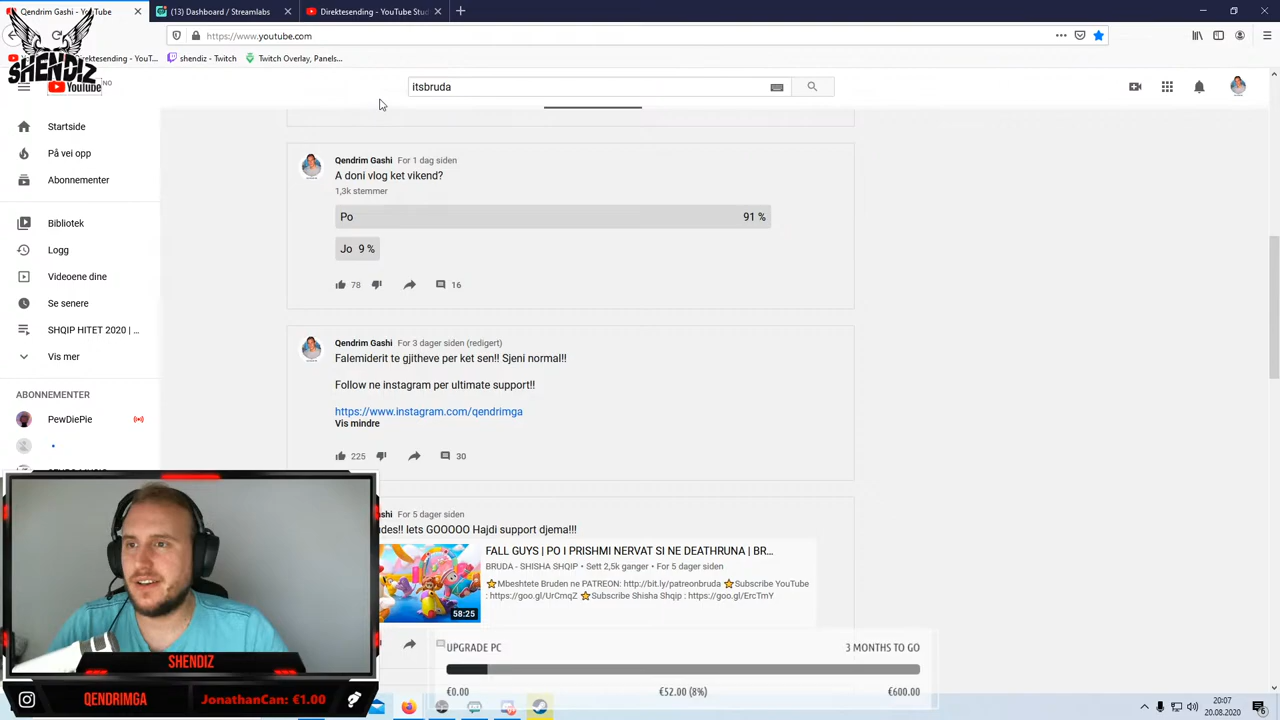 Qendrim Gashi - YouTube
(13) Dashboard / Streamlabs
Direktesending - YouTube Stud
https://www.youtube.com
Direktesending - YouT...
shendiz - Twitch
Twitch Overlay, Panels...
SHENDIZ
YouTube NO
itsbruda
Startside
På vei opp
Abonnementer
Bibliotek
Logg
Videoene dine
Se senere
SHQIP HITET 2020 | ...
Vis mer
ABONNEMENTER
PewDiePie
Qendrim Gashi For 1 dag siden
A doni vlog ket vikend?
1,3k stemmer
Po 91 %
Jo 9 %
78 16
Qendrim Gashi For 3 dager siden (redigert)
Falemiderit te gjitheve per ket sen!! Sjeni normal!!
Follow ne instagram per ultimate support!!
https://www.instagram.com/qendrimga
Vis mindre
225 30
For 5 dager siden
lets GOOOOO Hajdi support djema!!!
FALL GUYS | PO I PRISHMI NERVAT SI NE DEATHRUNA | BR...
BRUDA - SHISHA SHQIP • Sett 2,5k ganger • For 5 dager siden
⭐Mbeshtete Bruden ne PATREON: http://bit.ly/patreonbruda ⭐Subscribe YouTube
: https://goo.gl/UrCmqZ ⭐Subscribe Shisha Shqip : https://goo.gl/ErcTmY
58:25
UPGRADE PC 3 MONTHS TO GO
€0.00 €52.00 (8%) €600.00
SHENDIZ
QENDRIMGA
JonathanCan: €1.00
20:07
20.08.2020
6